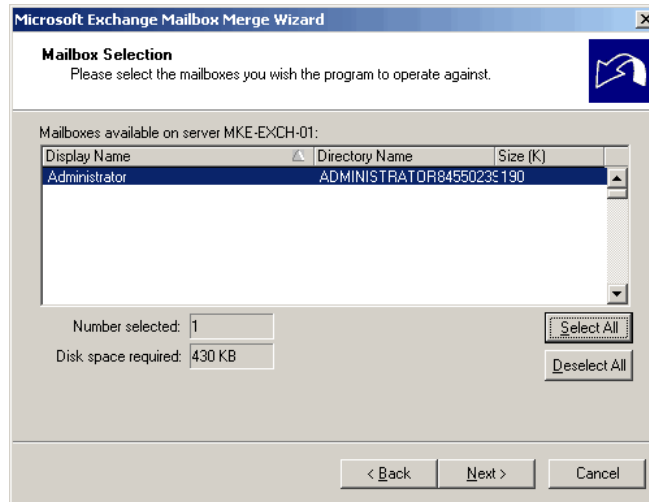 Microsoft Exchange Mailbox Merge Wizard
Mailbox Selection
Please select the mailboxes you wish the program to operate against.
Mailboxes available on server MKE-EXCH-01:
Display Name Directory Name Size (K)
Administrator ADMINISTRATOR84550239 190
Number selected: 1
Select All
Disk space required: 430 KB
Deselect All
< Back Next > Cancel